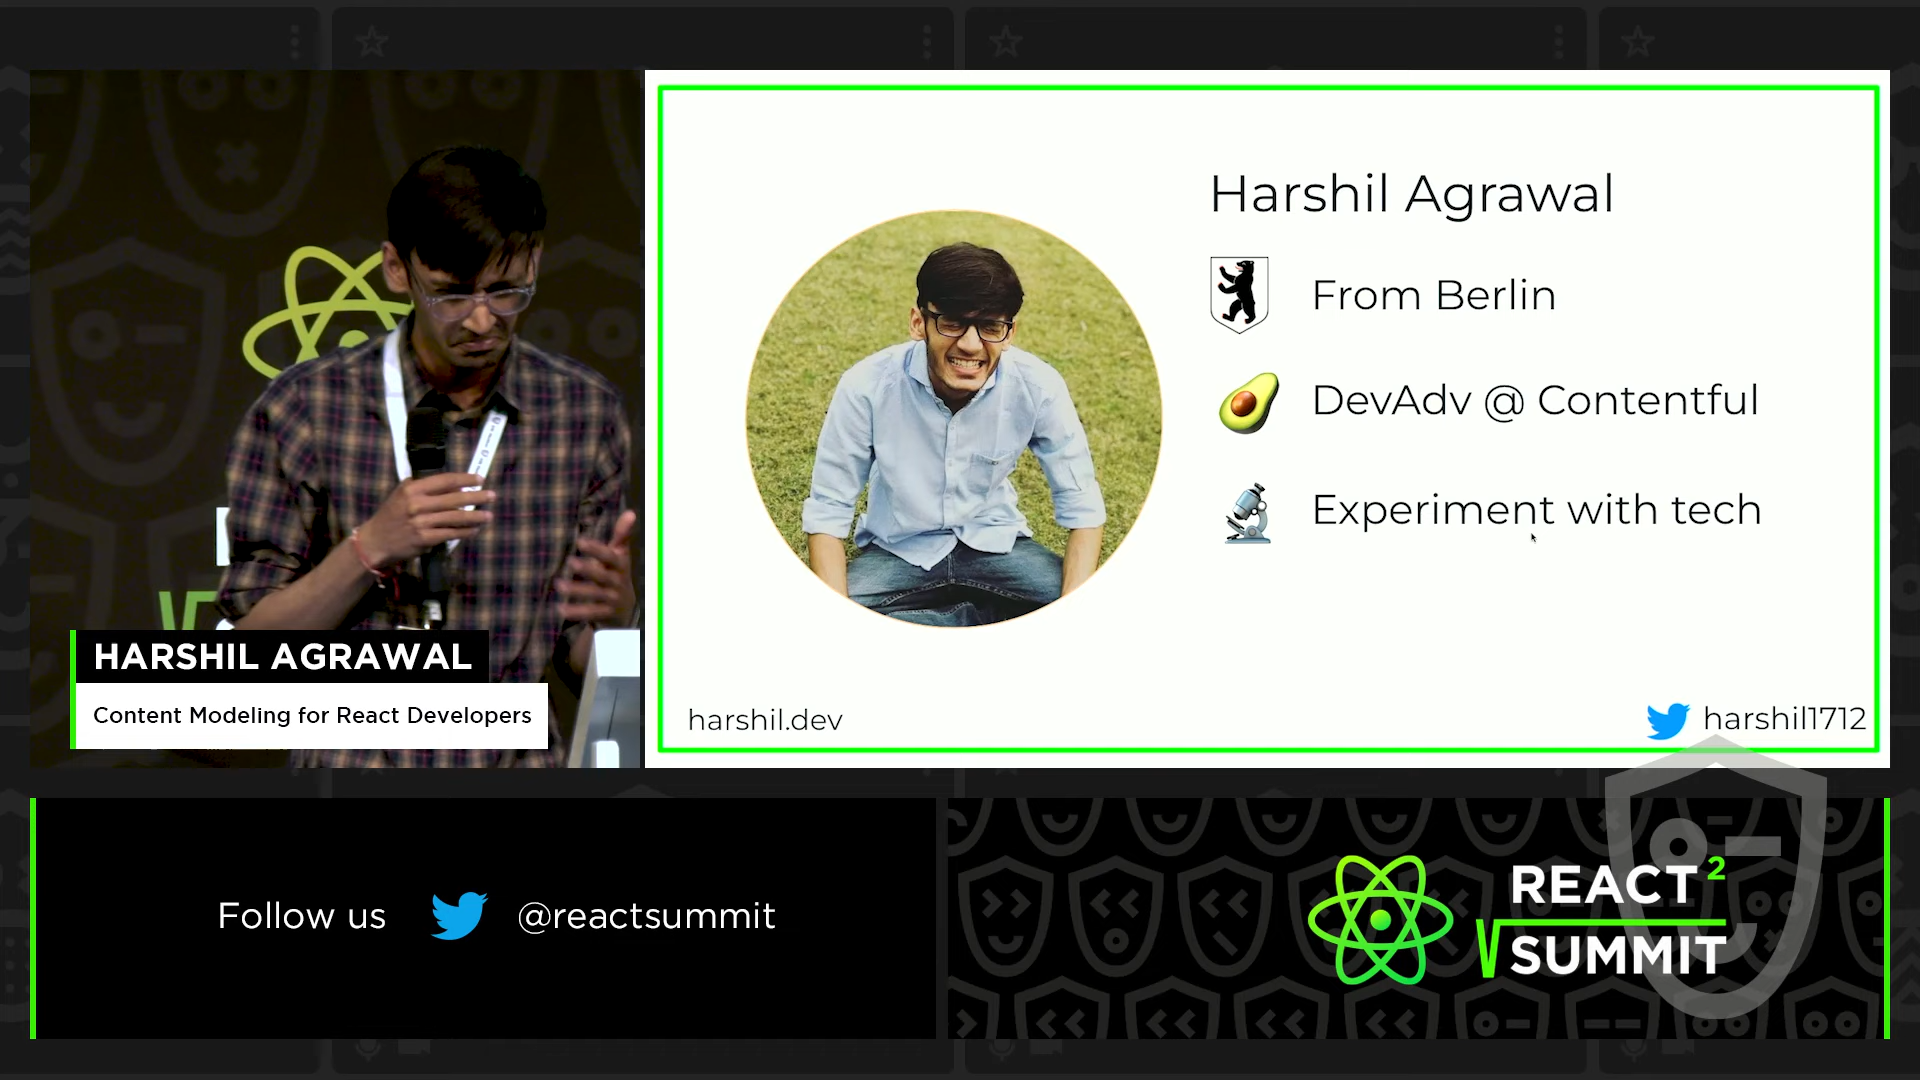 Harshil Agrawal
From Berlin
DevAdv @ Contentful
Experiment with tech
harshil.dev
harshil1712
HARSHIL AGRAWAL
Content Modeling for React Developers
Follow us @reactsummit
REACT 2
SUMMIT